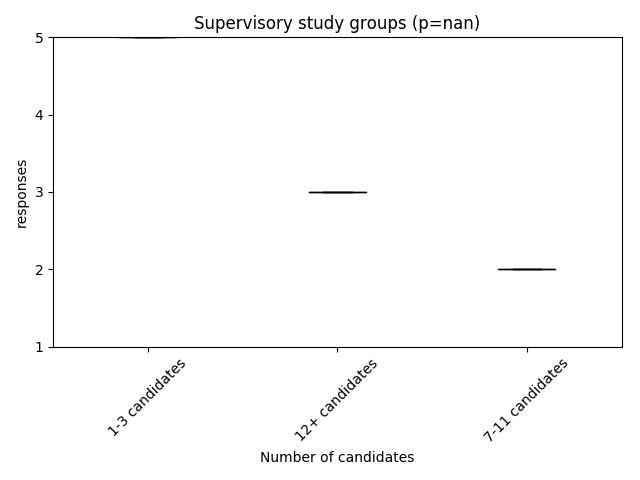 Supervisory study groups (p=nan)
5
4
3
2
1
responses
1-3 candidates
12+ candidates
7-11 candidates
Number of candidates